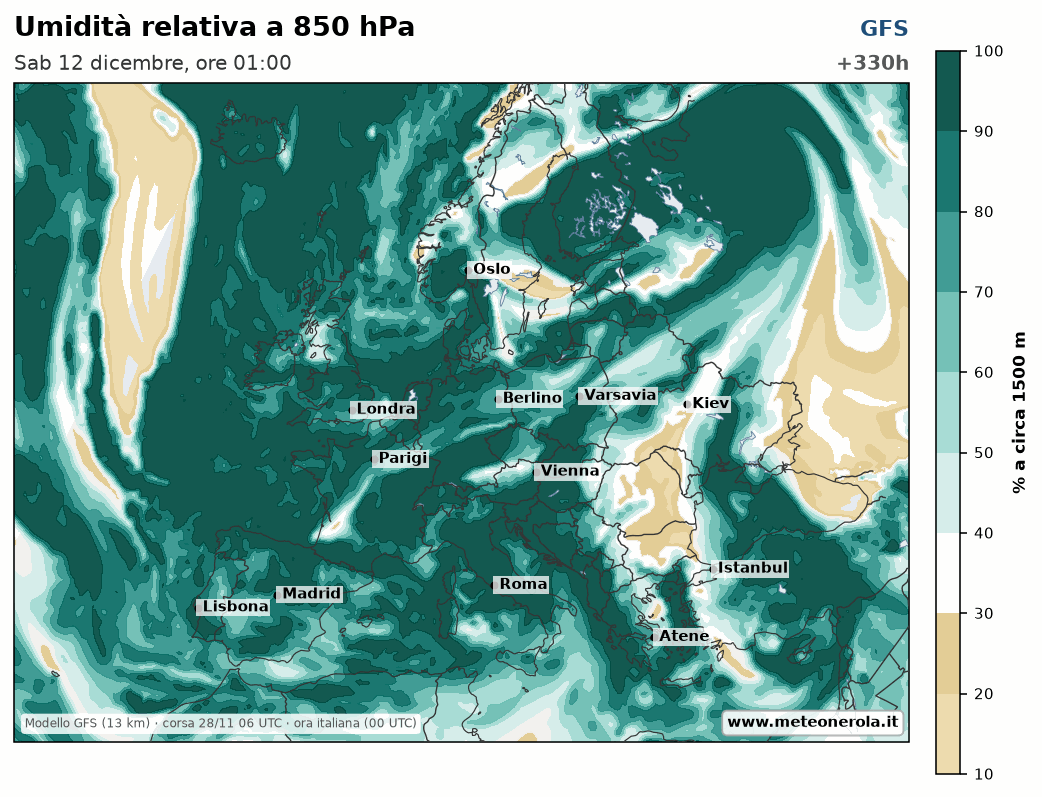 Umidità relativa a 850 hPa
GFS
Sab 12 dicembre, ore 01:00
+330h
100
90
80
70
60
50
40
30
20
10
% a circa 1500 m
Oslo
Londra
Berlino
Varsavia
Kiev
Parigi
Vienna
Istanbul
Roma
Madrid
Lisbona
Atene
Modello GFS (13 km) · corsa 28/11 06 UTC · ora italiana (00 UTC)
www.meteonerola.it